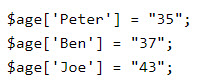 $age['Peter'] = "35";
$age['Ben'] = "37";
$age['Joe'] = "43";